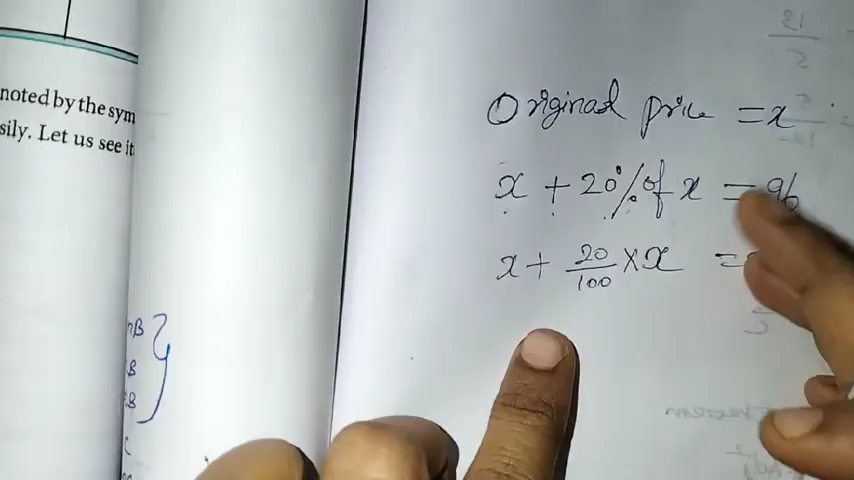 noted by the sym
sily. Let us see it
Original price = x
x + 20% of x = 96
x + 20/100 × x =
B
B
B
C